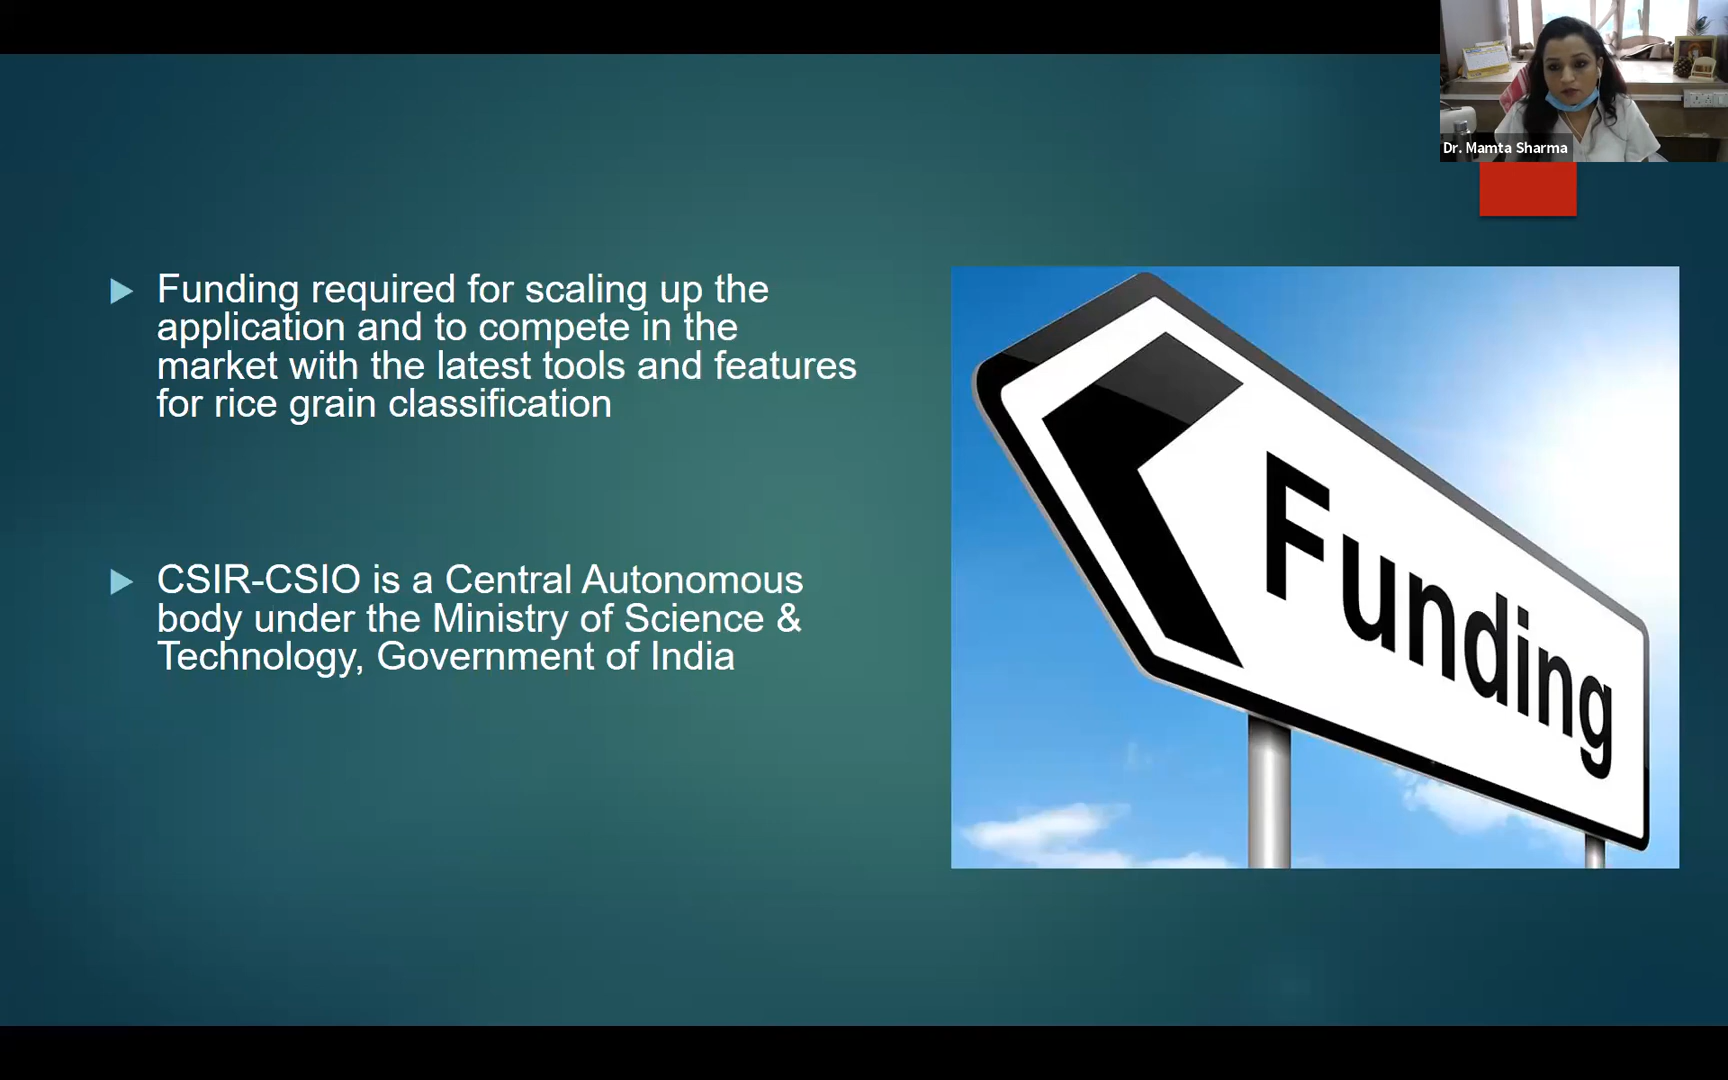 Dr. Mamta Sharma
Funding required for scaling up the
application and to compete in the
market with the latest tools and features
for rice grain classification
CSIR-CSIO is a Central Autonomous
body under the Ministry of Science &
Technology, Government of India
Funding